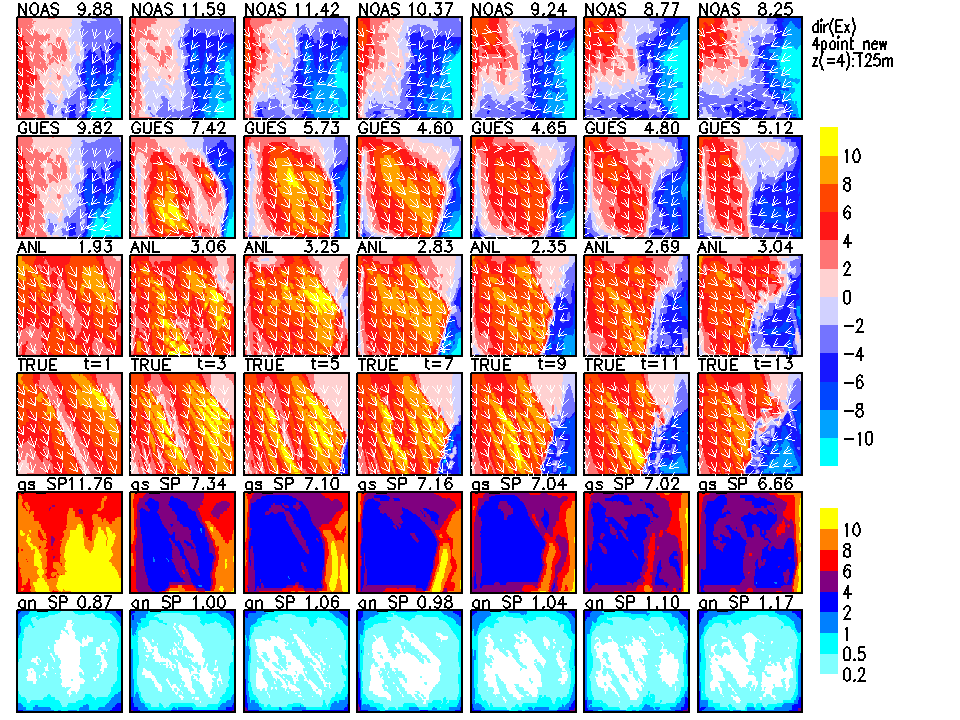 NOAS 9.88 NOAS 11.59 NOAS 11.42 NOAS 10.37 NOAS 9.24 NOAS 8.77 NOAS 8.25
dir(Ex)
4point_new
z(=4):T25m
GUES 9.82 GUES 7.42 GUES 5.73 GUES 4.60 GUES 4.65 GUES 4.80 GUES 5.12
10
8
6
4
2
0
-2
-4
-6
-8
-10
ANL 1.93 ANL 3.06 ANL 3.25 ANL 2.83 ANL 2.35 ANL 2.69 ANL 3.04
TRUE t=1 TRUE t=3 TRUE t=5 TRUE t=7 TRUE t=9 TRUE t=11 TRUE t=13
gs SP11.76 gs SP 7.34 gs SP 7.10 gs SP 7.16 gs SP 7.04 gs SP 7.02 gs SP 6.66
10
8
6
4
2
1
0.5
0.2
an SP 0.87 an SP 1.00 an SP 1.06 an SP 0.98 an SP 1.04 an SP 1.10 an SP 1.17